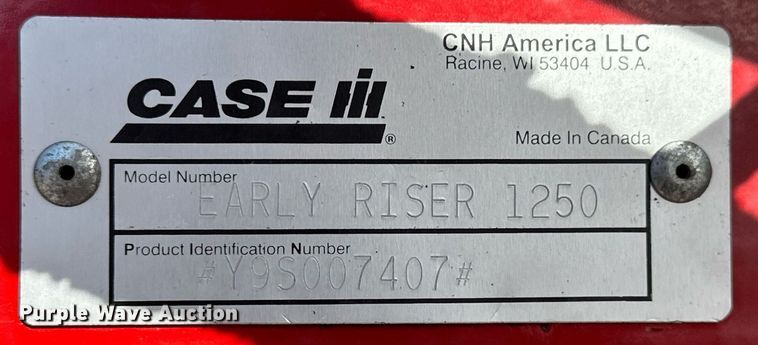 CNH America LLC
Racine, WI 53404 U.S.A.
CASE IH
®
Made In Canada
Model Number
EARLY RISER 1250
Product Identification Number
#Y9S007407#
Purple Wave Auction